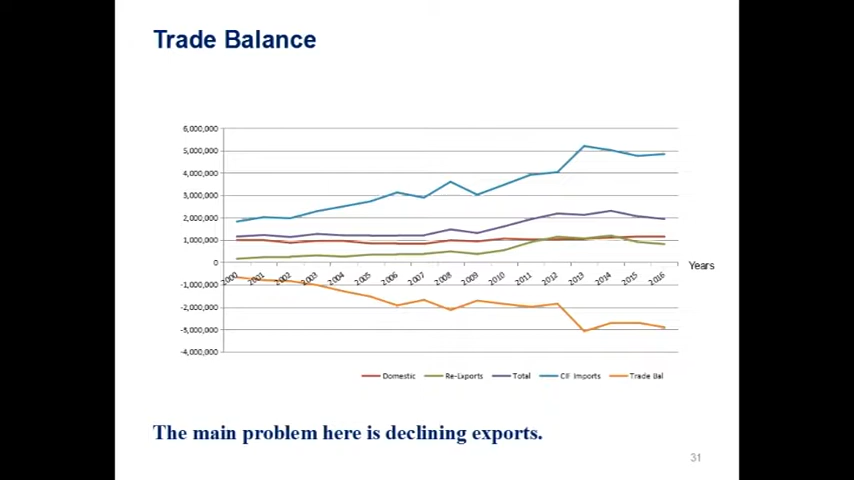 Trade Balance
6,000,000
5,000,000
4,000,000
3,000,000
2,000,000
1,000,000
0
-1,000,000
-2,000,000
-3,000,000
-4,000,000
2000 2001 2002 2003 2004 2005 2006 2007 2008 2009 2010 2011 2012 2013 2014 2015 2016
Years
Domestic Re-Exports Total CIF Imports Trade Bal
The main problem here is declining exports.
31